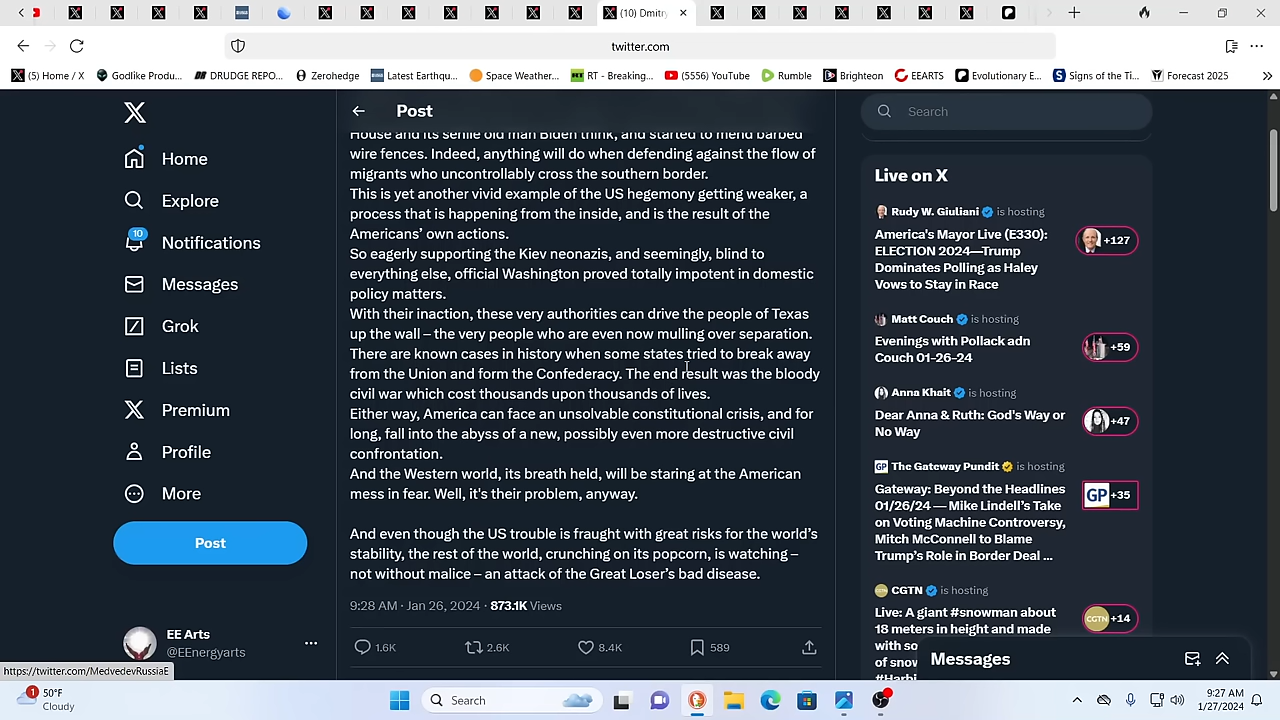 (10) Dmitry
twitter.com
(5) Home / X
Godlike Produ...
DRUDGE REPO...
Zerohedge
Latest Earthqu...
Space Weather...
RT - Breaking...
(5556) YouTube
Rumble
Brighteon
EEARTS
Evolutionary E...
Signs of the Ti...
Forecast 2025
Home
Explore
10
Notifications
Messages
Grok
Lists
Premium
Profile
More
Post
EE Arts
@EEnergyarts
https://twitter.com/MedvedevRussiaE
Post
House and its senile old man Biden think, and started to mend barbed
wire fences. Indeed, anything will do when defending against the flow of
migrants who uncontrollably cross the southern border.
This is yet another vivid example of the US hegemony getting weaker, a
process that is happening from the inside, and is the result of the
Americans’ own actions.
So eagerly supporting the Kiev neonazis, and seemingly, blind to
everything else, official Washington proved totally impotent in domestic
policy matters.
With their inaction, these very authorities can drive the people of Texas
up the wall – the very people who are even now mulling over separation.
There are known cases in history when some states tried to break away
from the Union and form the Confederacy. The end result was the bloody
civil war which cost thousands upon thousands of lives.
Either way, America can face an unsolvable constitutional crisis, and for
long, fall into the abyss of a new, possibly even more destructive civil
confrontation.
And the Western world, its breath held, will be staring at the American
mess in fear. Well, it's their problem, anyway.
And even though the US trouble is fraught with great risks for the world’s
stability, the rest of the world, crunching on its popcorn, is watching –
not without malice – an attack of the Great Loser’s bad disease.
9:28 AM · Jan 26, 2024 · 873.1K Views
1.6K
2.6K
8.4K
589
Search
Live on X
Rudy W. Giuliani is hosting
America's Mayor Live (E330):
ELECTION 2024—Trump
Dominates Polling as Haley
Vows to Stay in Race
+127
Matt Couch is hosting
Evenings with Pollack adn
Couch 01-26-24
+59
Anna Khait is hosting
Dear Anna & Ruth: God's Way or
No Way
+47
GP The Gateway Pundit is hosting
Gateway: Beyond the Headlines
01/26/24 — Mike Lindell’s Take
on Voting Machine Controversy,
Mitch McConnell to Blame
Trump’s Role in Border Deal ...
GP +35
CGTN is hosting
Live: A giant #snowman about
18 meters in height and made
with so
of snow
#Harbi
CGTN +14
Messages
1
50°F
Cloudy
Search
9:27 AM
1/27/2024